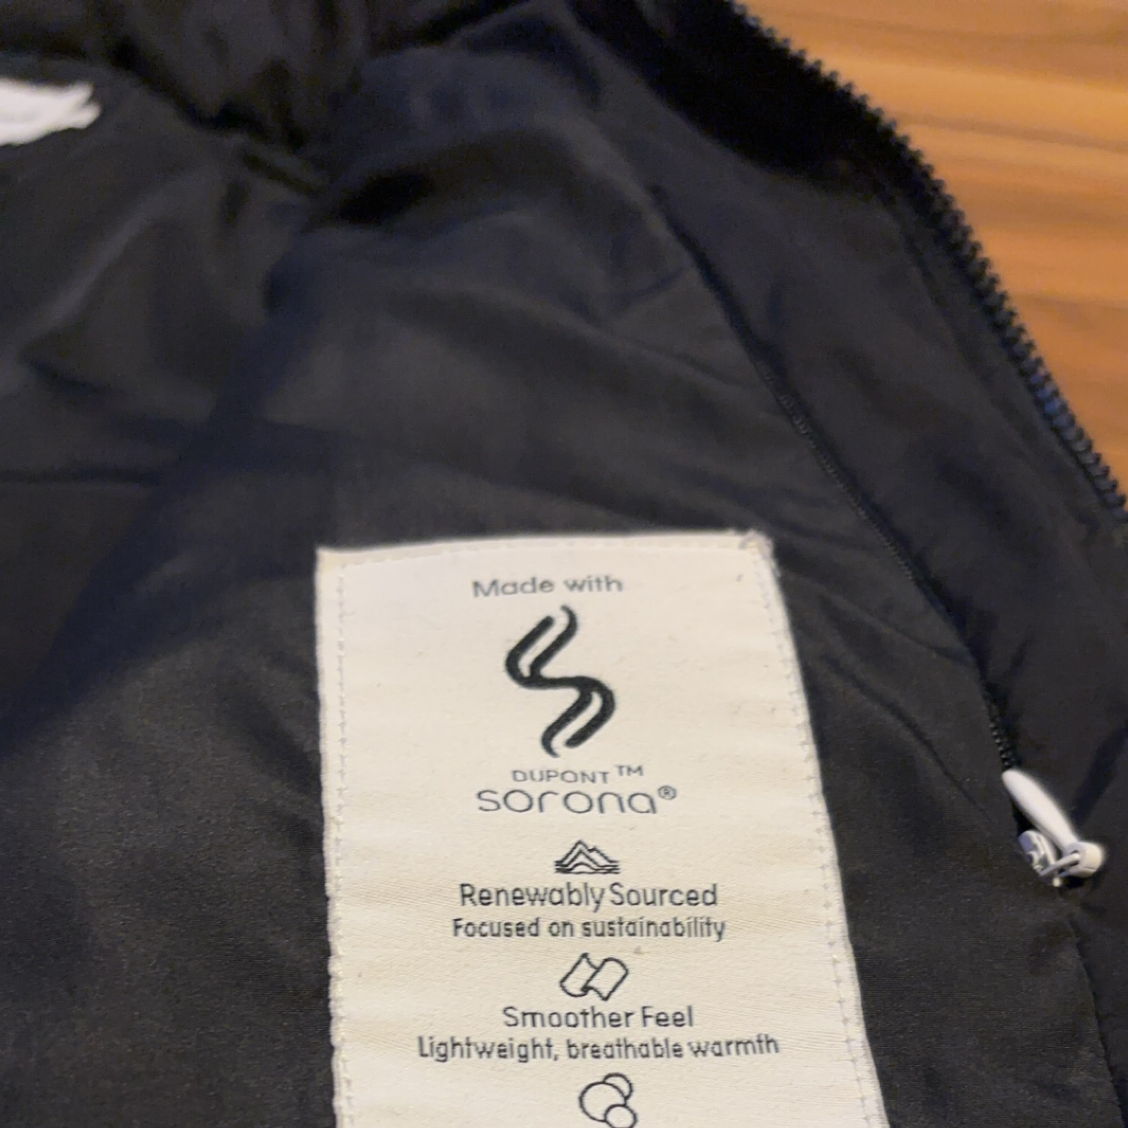 Made with
DUPONT™
sorona®
Renewably Sourced
Focused on sustainability
Smoother Feel
Lightweight, breathable warmth